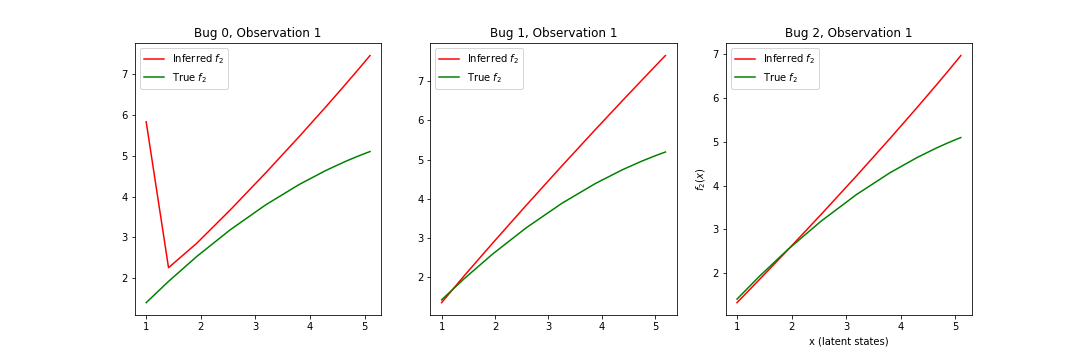 Bug 0, Observation 1
Inferred f₂
True f₂
7
6
5
4
3
2
1 2 3 4 5
Bug 1, Observation 1
Inferred f₂
True f₂
7
6
5
4
3
2
1 2 3 4 5
Bug 2, Observation 1
Inferred f₂
True f₂
f₂(x)
7
6
5
4
3
2
1 2 3 4 5
x (latent states)